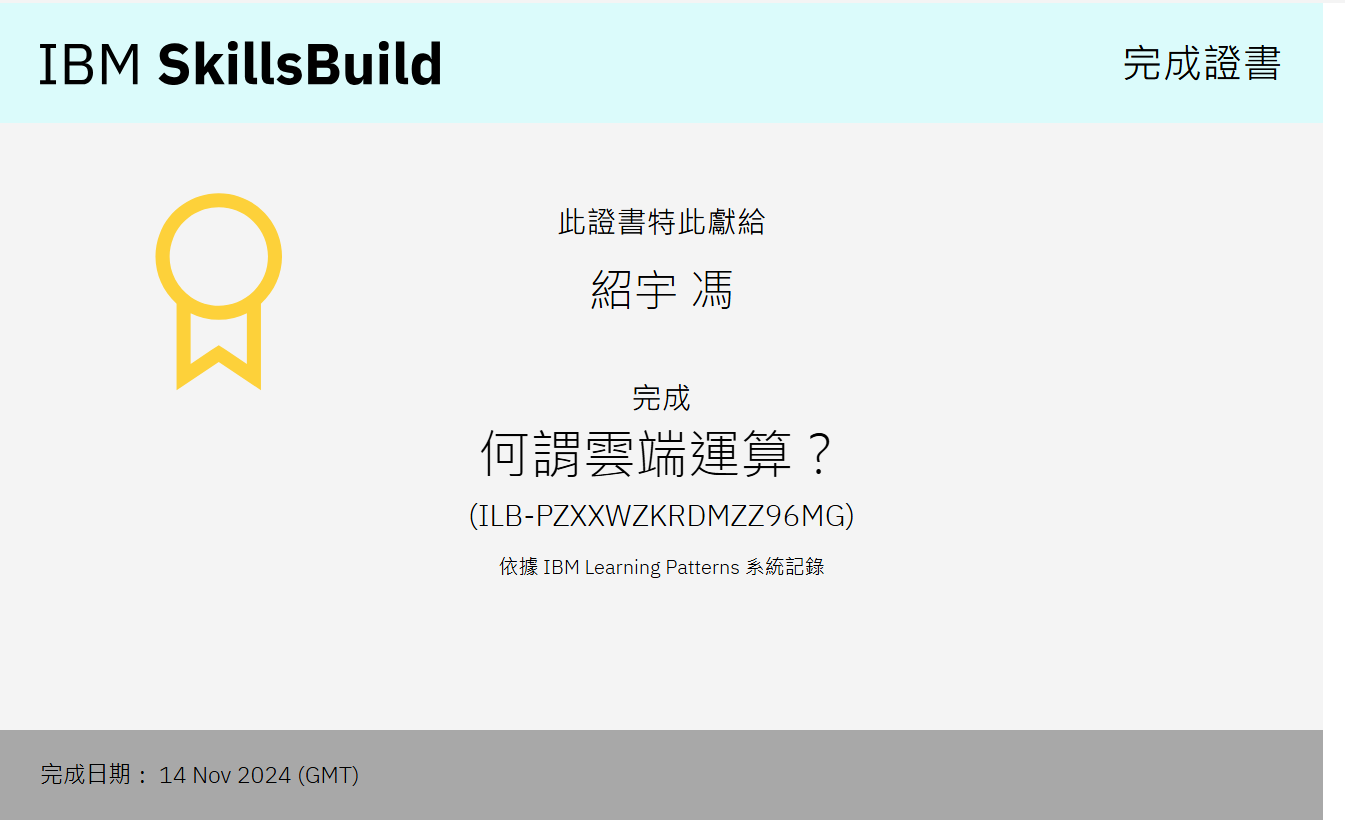 IBM SkillsBuild
完成證書
此證書特此獻給
紹宇 馮
完成
何謂雲端運算？
(ILB-PZXXWZKRDMZZ96MG)
依據 IBM Learning Patterns 系統記錄
完成日期： 14 Nov 2024 (GMT)